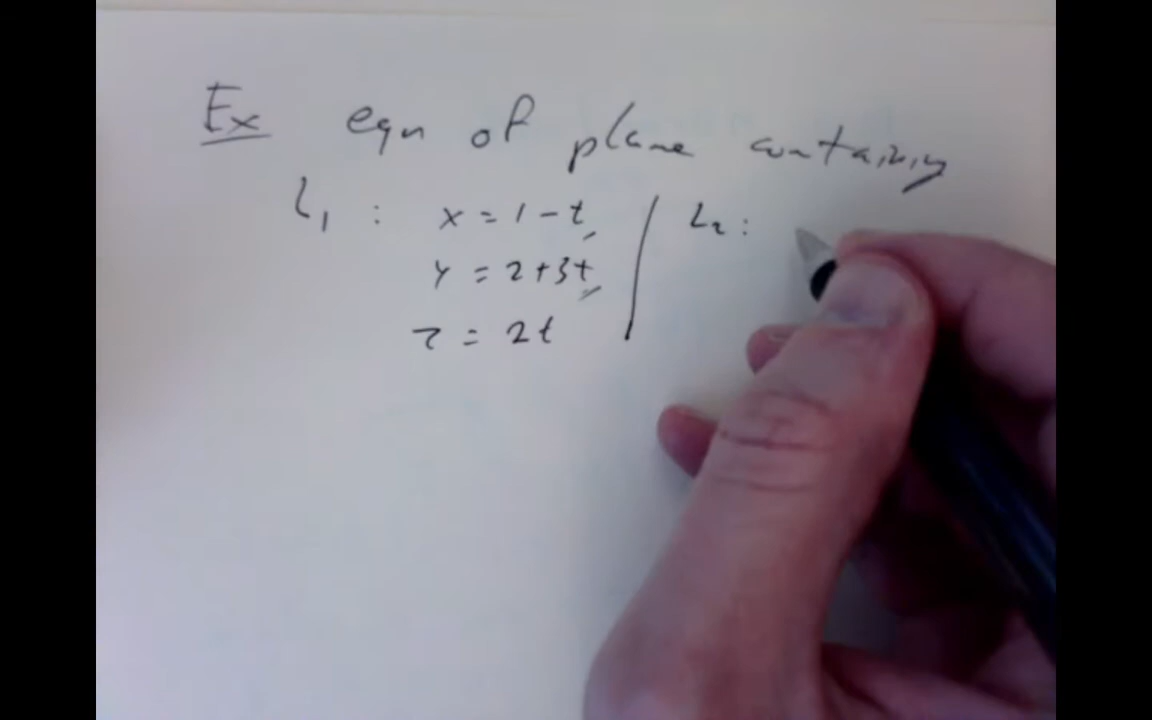 Ex eqn of plane containing
L1 : x = 1 - t, / L2 :
y = 2 + 3t,
z = 2t